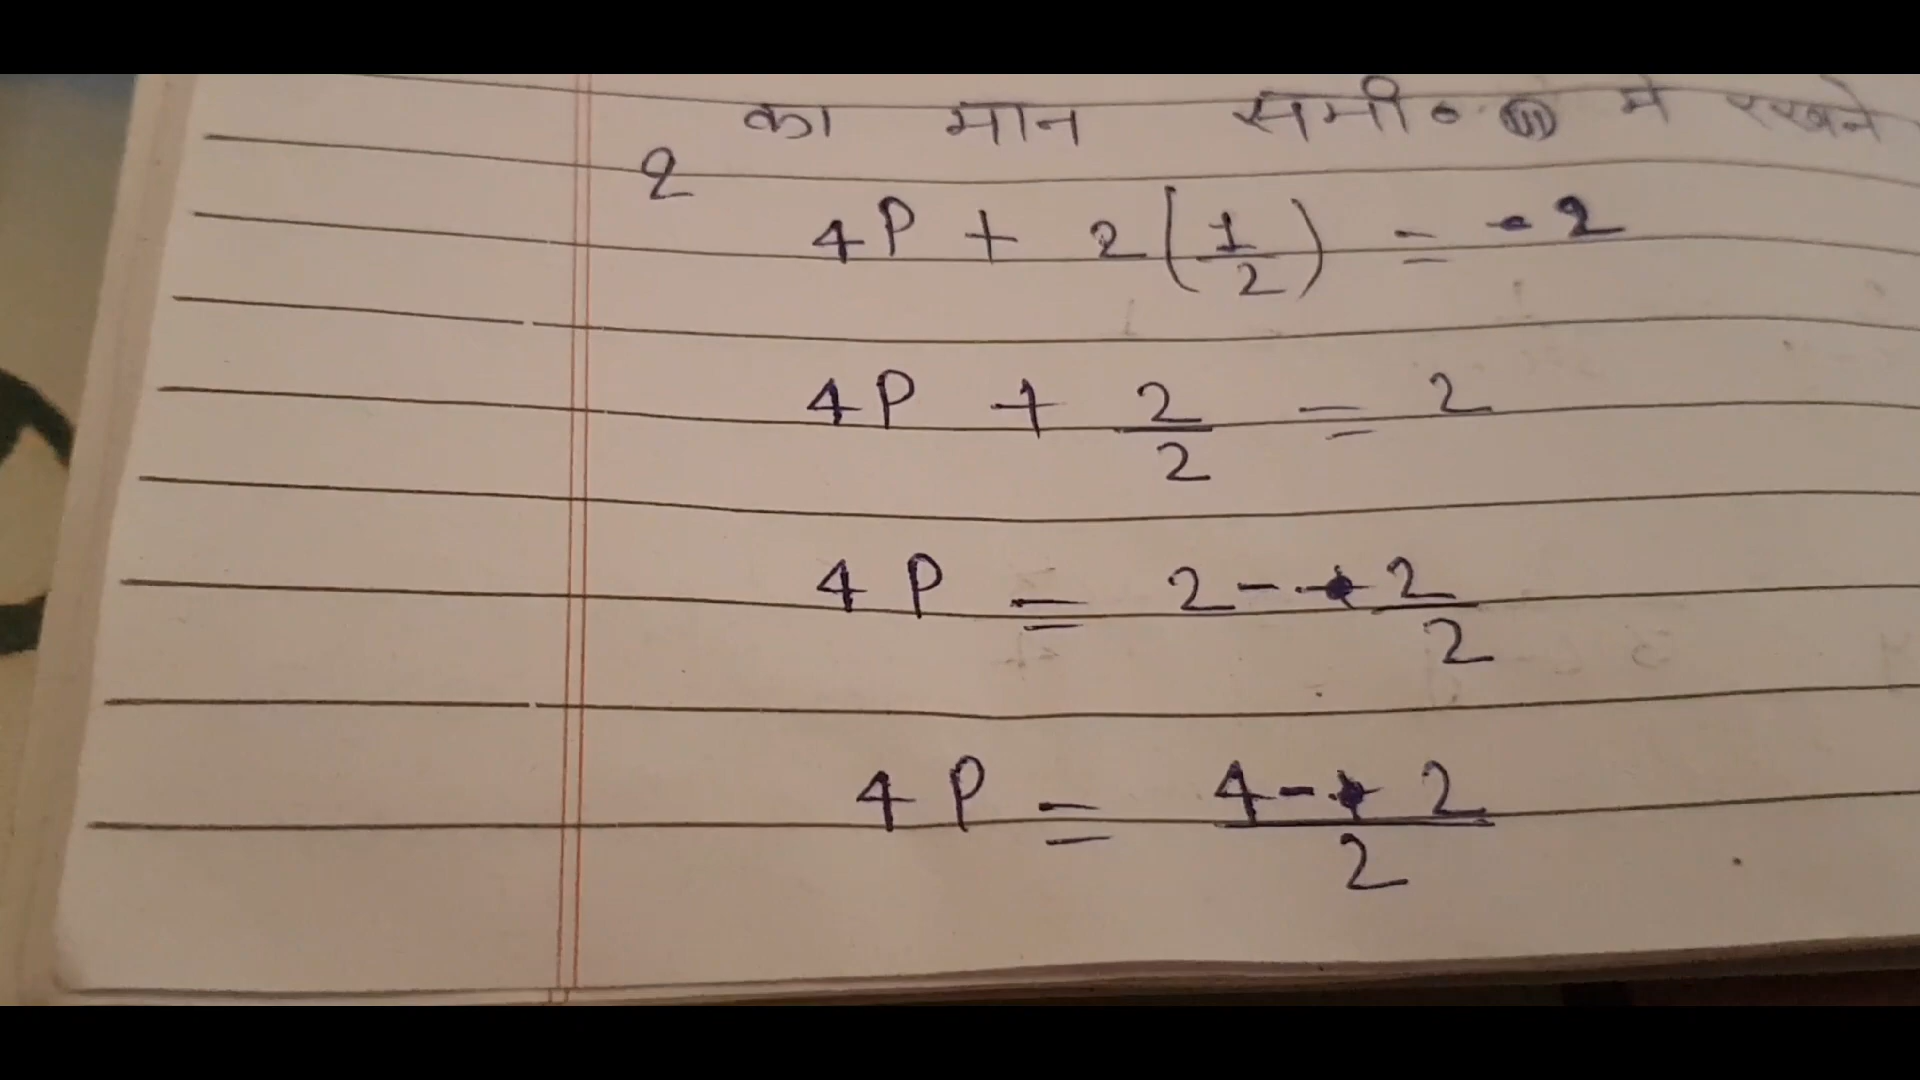 q का मान समी० (iii) में रखने
4P + 2(1/2) = -2
4P + 2/2 = 2
4P = 2 - 2/2
4P = (4 - 2)/2